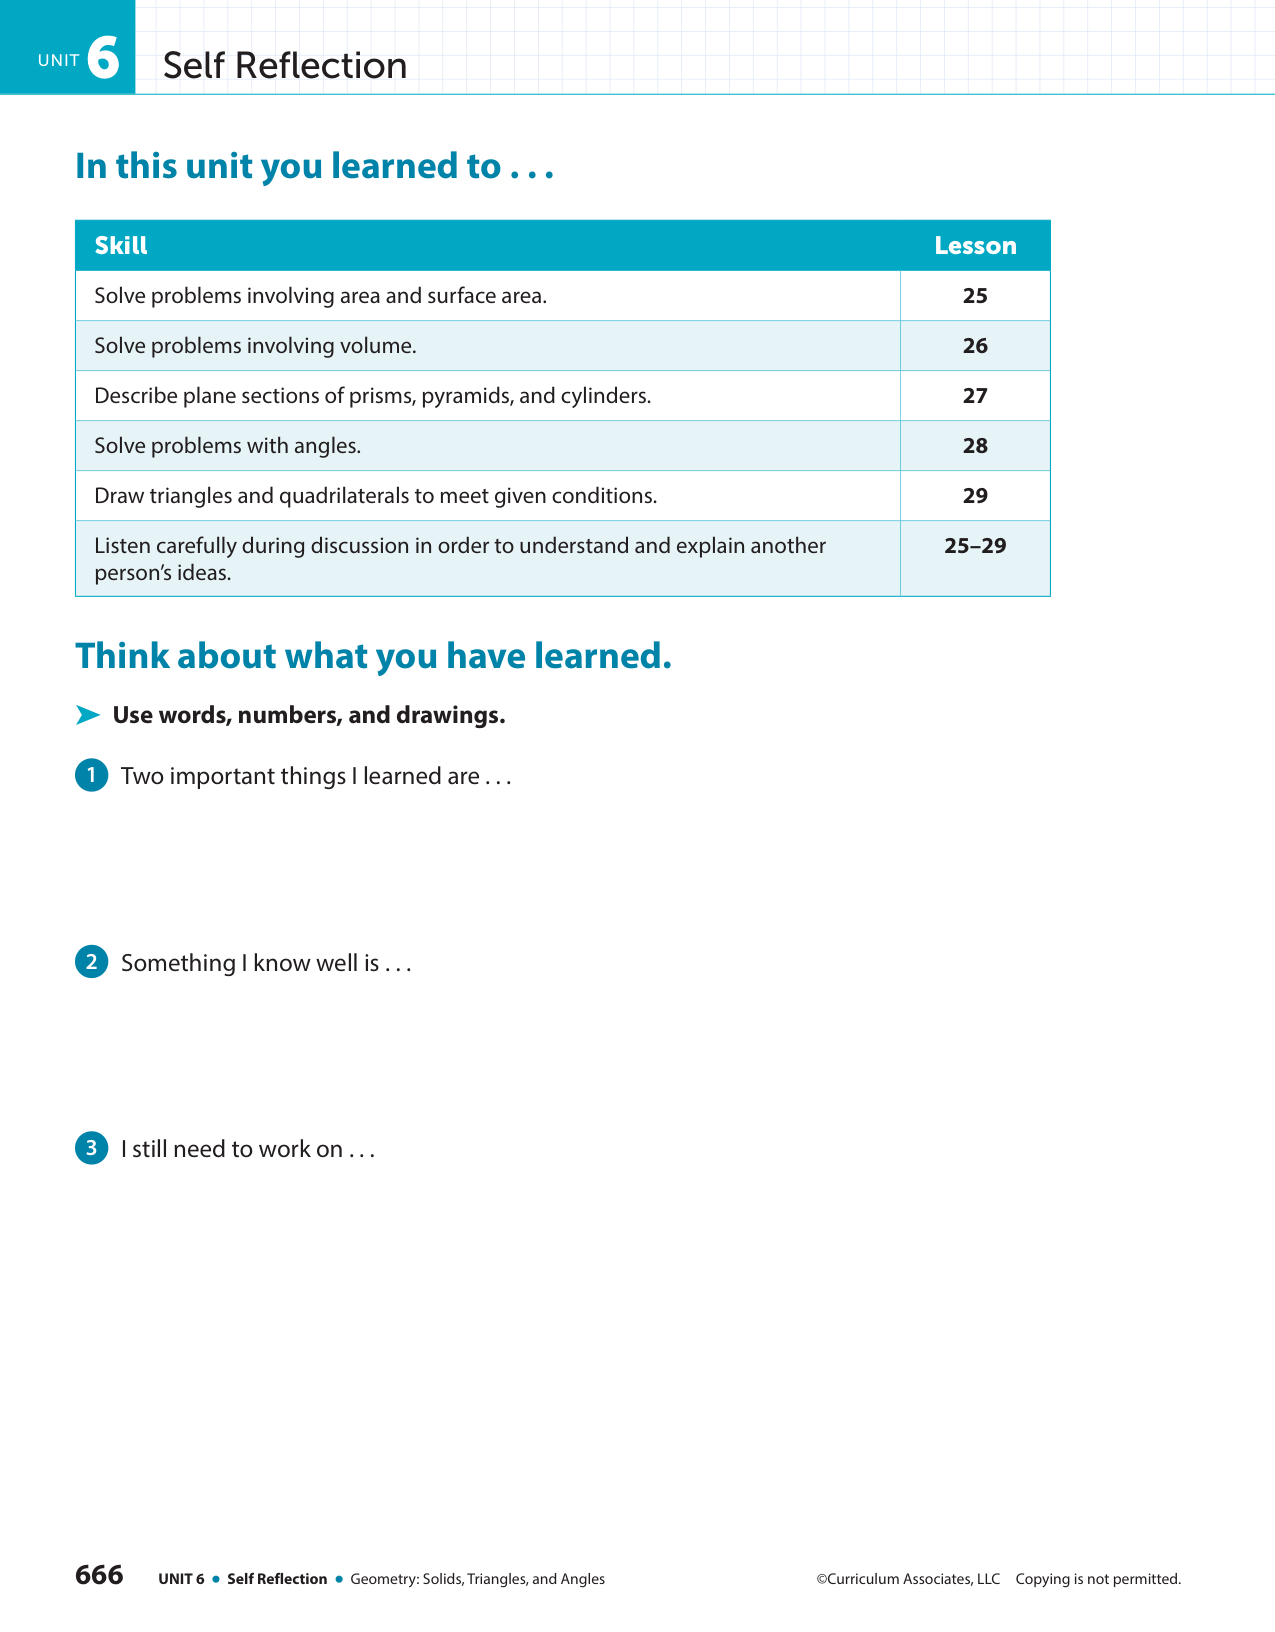 UNIT 6 Self Reflection
In this unit you learned to . . .
Skill Lesson
Solve problems involving area and surface area. 25
Solve problems involving volume. 26
Describe plane sections of prisms, pyramids, and cylinders. 27
Solve problems with angles. 28
Draw triangles and quadrilaterals to meet given conditions. 29
Listen carefully during discussion in order to understand and explain another 25–29
person’s ideas.
Think about what you have learned.
Use words, numbers, and drawings.
1 Two important things I learned are . . .
2 Something I know well is . . .
3 I still need to work on . . .
666 UNIT 6 • Self Reflection • Geometry: Solids, Triangles, and Angles ©Curriculum Associates, LLC Copying is not permitted.